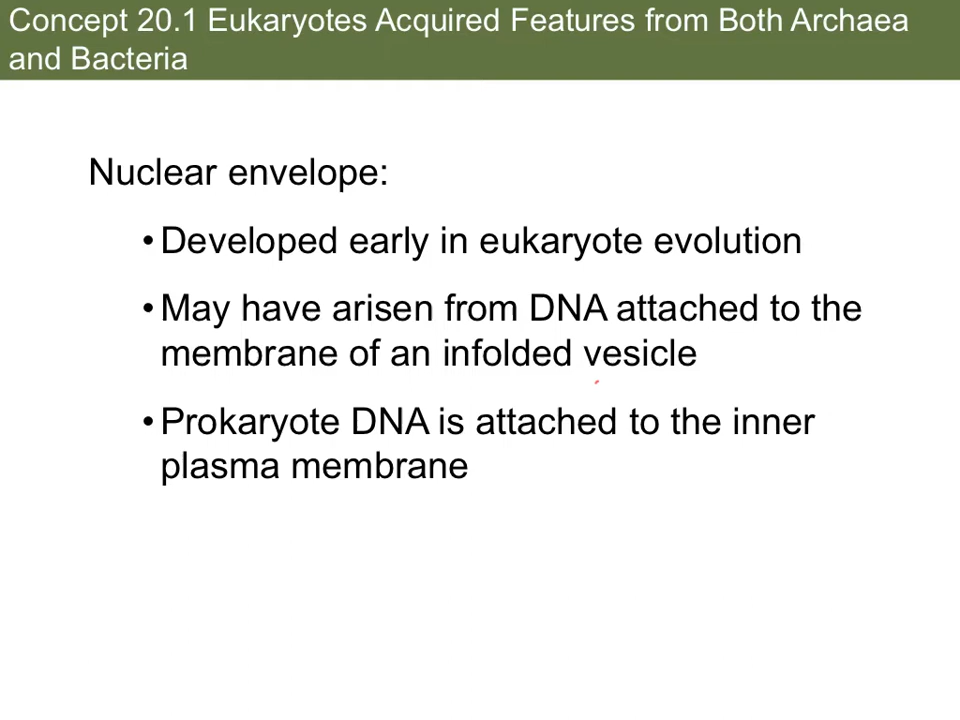 Concept 20.1 Eukaryotes Acquired Features from Both Archaea
and Bacteria
Nuclear envelope:
• Developed early in eukaryote evolution
• May have arisen from DNA attached to the
membrane of an infolded vesicle
• Prokaryote DNA is attached to the inner
plasma membrane